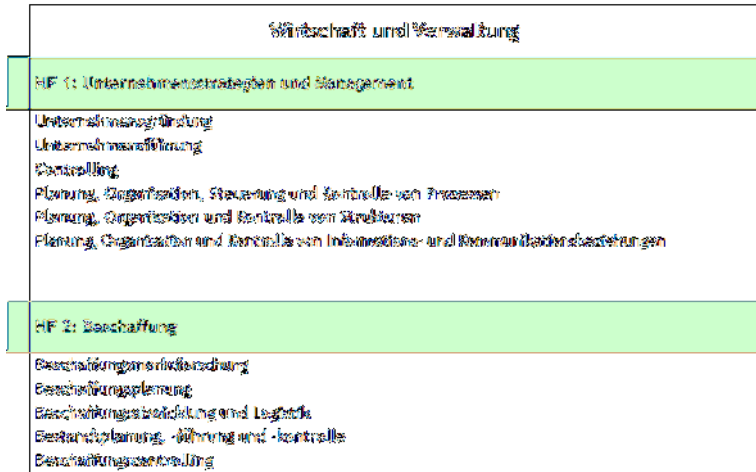 Wirtschaft und Verwaltung
HF 1: Unternehmensstrategien und Management
Unternehmensgründung
Unternehmensführung
Controlling
Planung, Organisation, Steuerung und Kontrolle von Prozessen
Planung, Organisation und Kontrolle von Strukturen
Planung, Organisation und Kontrolle von Informations- und Kommunikationsbeziehungen
HF 2: Beschaffung
Beschaffungsmarktforschung
Beschaffungsplanung
Beschaffungsabwicklung und Logistik
Bestandsplanung, -führung und -kontrolle
Beschaffungscontrolling